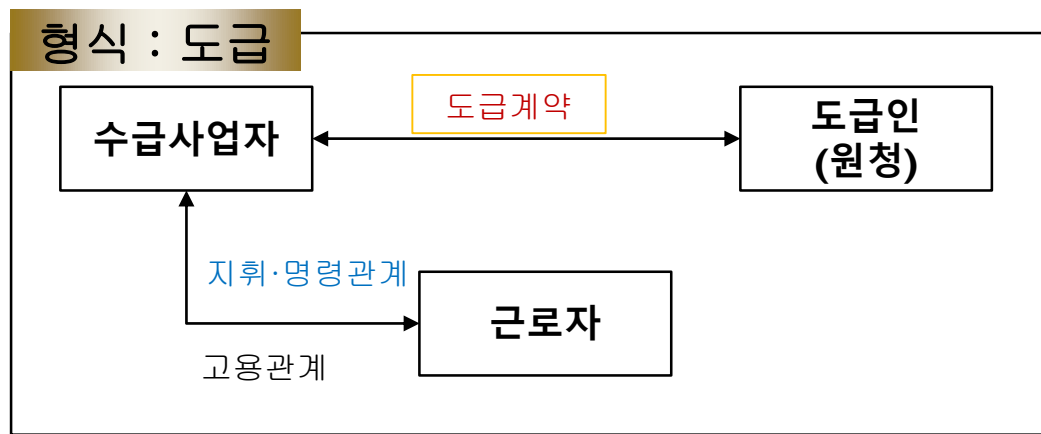 형식 : 도급
도급계약
수급사업자
도급인
(원청)
지휘·명령관계
근로자
고용관계